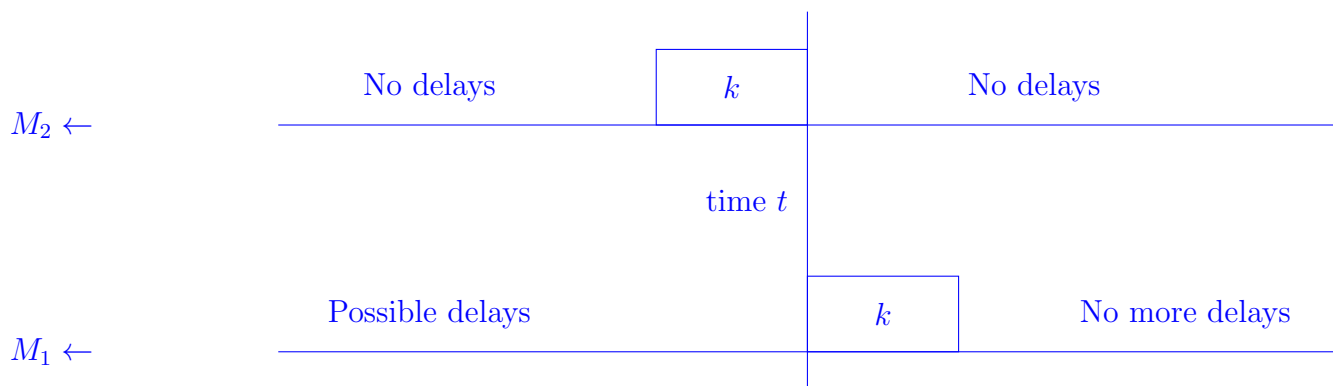 No delays k No delays
M₂ ←
time t
Possible delays k No more delays
M₁ ←